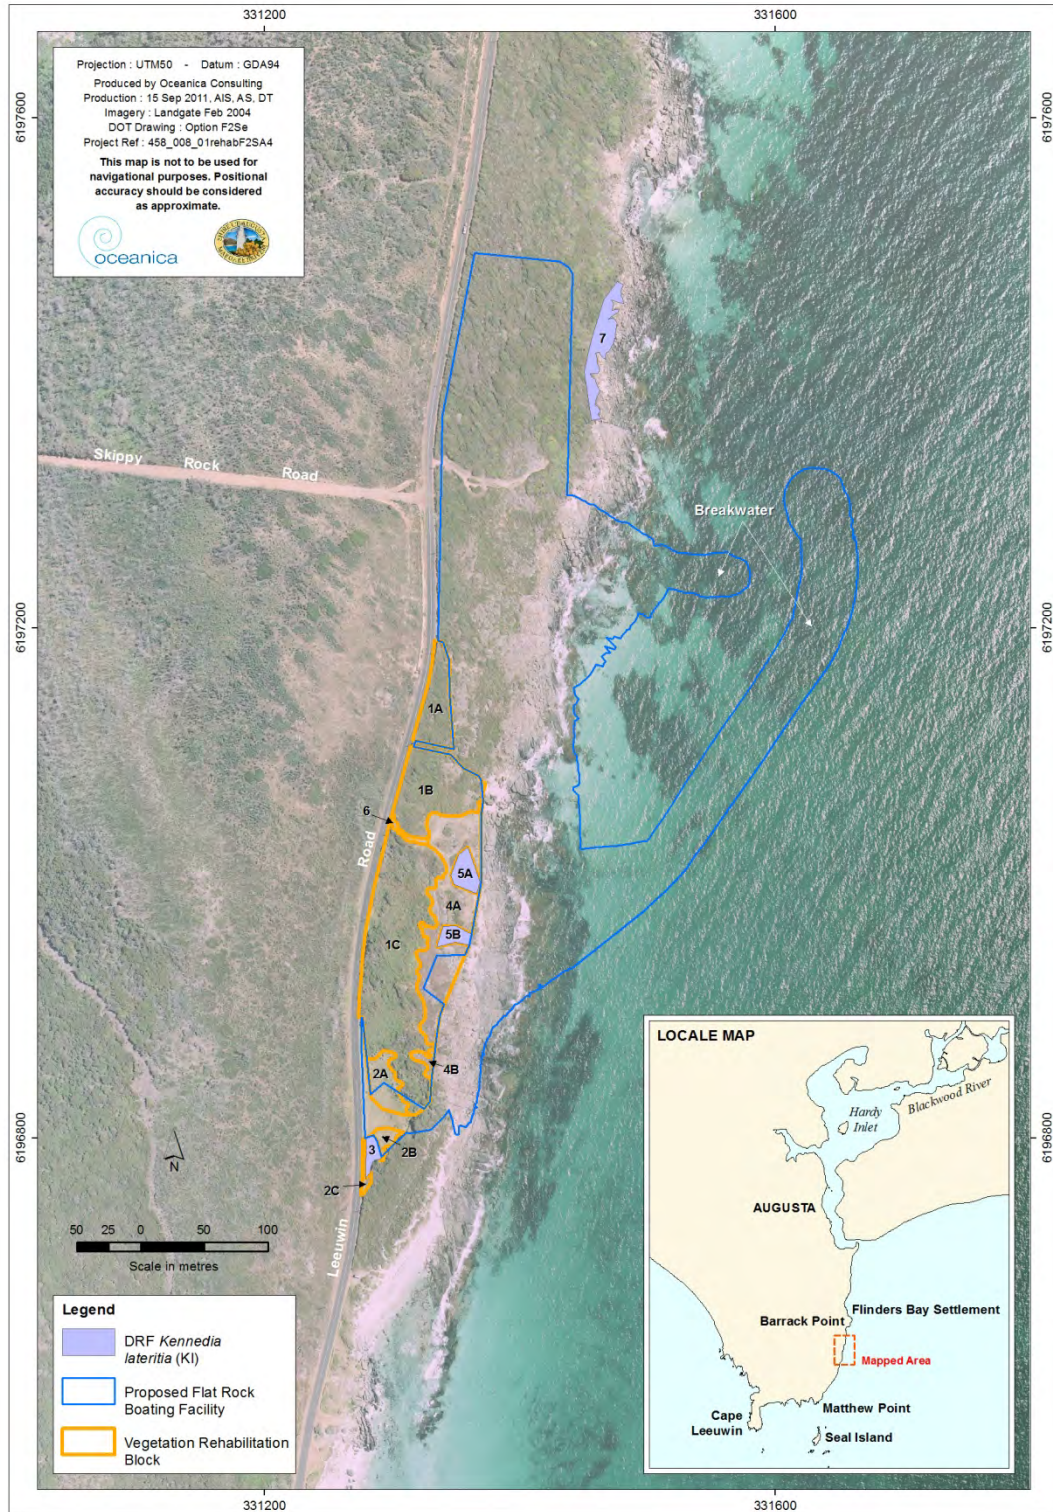 331200
331600
Projection : UTM50 - Datum : GDA94
Produced by Oceanica Consulting
Production : 15 Sep 2011, AIS, AS, DT
Imagery : Landgate Feb 2004
DOT Drawing : Option F2Se
Project Ref : 458_008_01rehabF2SA4
This map is not to be used for
navigational purposes. Positional
accuracy should be considered
as approximate.
oceanica
6197600
6197600
7
Skippy Rock Road
Breakwater
6197200
6197200
1A
1B
6
Road
5A
4A
5B
1C
2A
4B
3
2B
2C
6196800
6196800
N
50 25 0 50 100
Scale in metres
Leeuwin
Legend
DRF Kennedia
lateritia (KI)
Proposed Flat Rock
Boating Facility
Vegetation Rehabilitation
Block
LOCALE MAP
Blackwood River
Hardy
Inlet
AUGUSTA
Flinders Bay Settlement
Barrack Point
Mapped Area
Matthew Point
Cape
Leeuwin
Seal Island
331200
331600